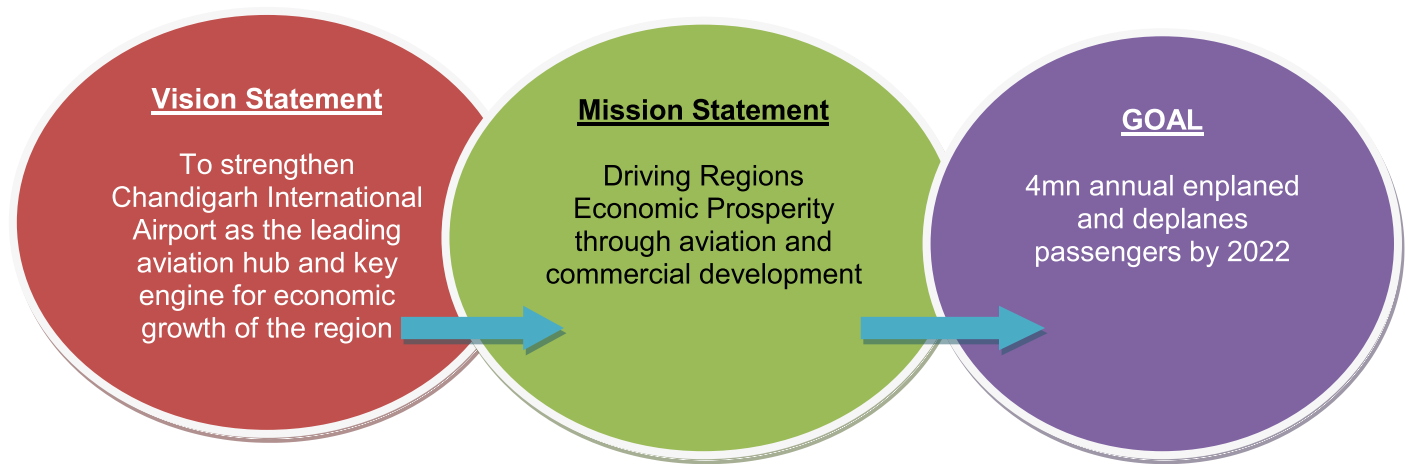 Vision Statement
To strengthen
Chandigarh International
Airport as the leading
aviation hub and key
engine for economic
growth of the region
Mission Statement
Driving Regions
Economic Prosperity
through aviation and
commercial development
GOAL
4mn annual enplaned
and deplanes
passengers by 2022